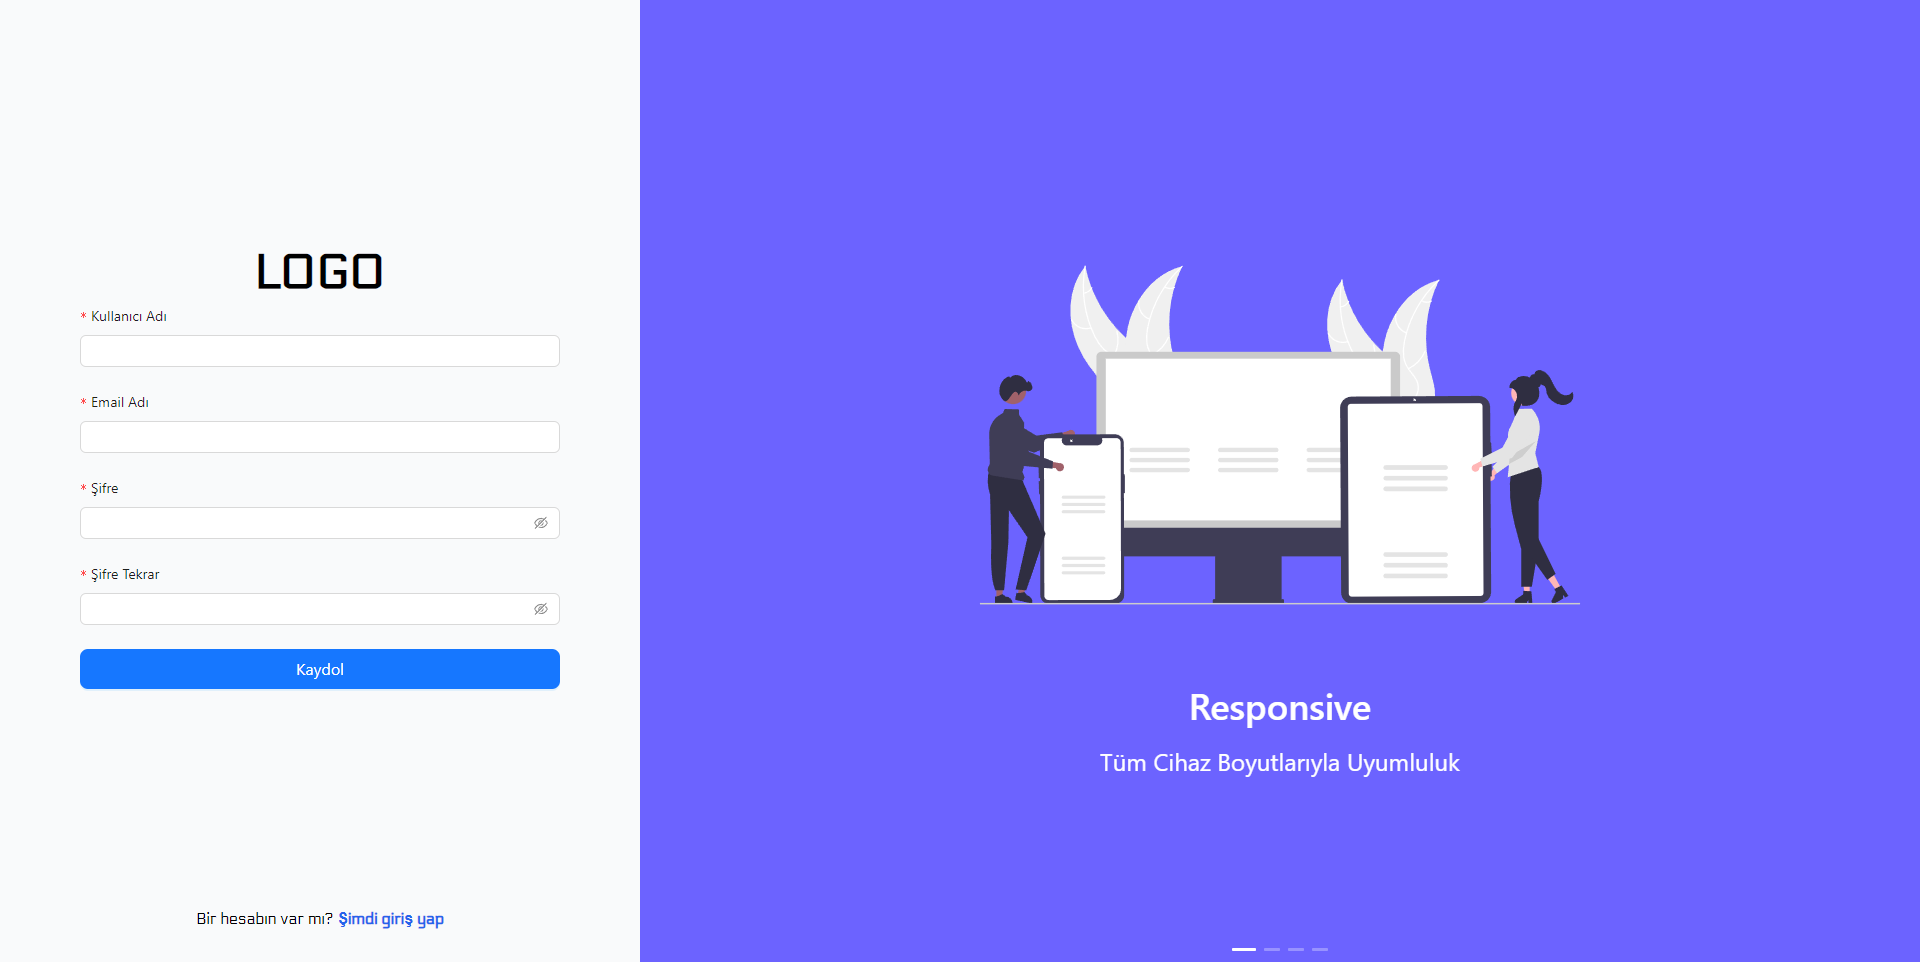 LOGO
* Kullanıcı Adı
* Email Adı
* Şifre
* Şifre Tekrar
Kaydol
Bir hesabın var mı? Şimdi giriş yap
Responsive
Tüm Cihaz Boyutlarıyla Uyumluluk